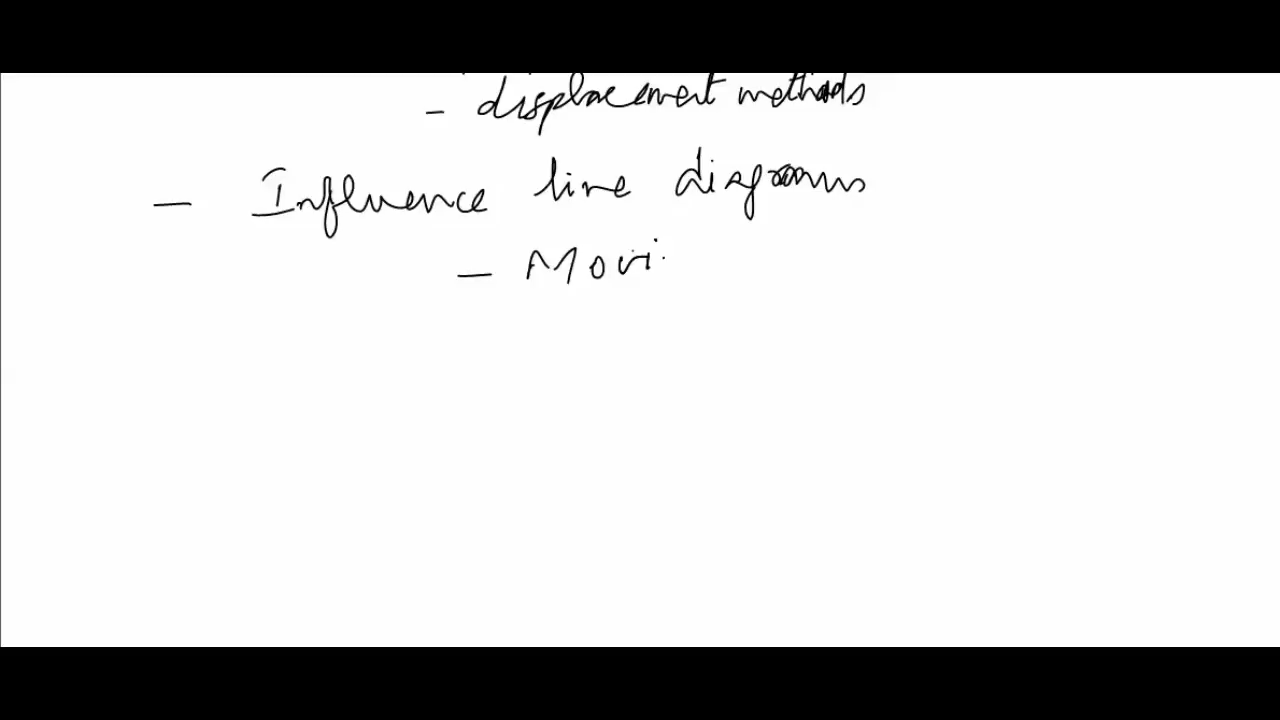 - displacement methods
- Influence line diagrams
- Movi